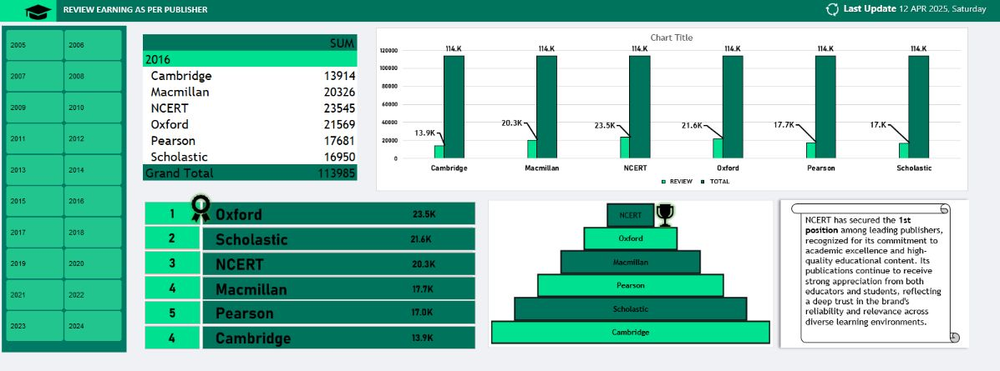 REVIEW EARNING AS PER PUBLISHER
Last Update 12 APR 2025, Saturday
2005 2006
2007 2008
2009 2010
2011 2012
2013 2014
2015 2016
2017 2018
2019 2020
2021 2022
2023 2024
SUM
2016
Cambridge 13914
Macmillan 20326
NCERT 23545
Oxford 21569
Pearson 17681
Scholastic 16950
Grand Total 113985
Chart Title
120000
100000
80000
60000
40000
20000
0
114.K 114.K 114.K 114.K 114.K 114.K
13.9K 20.3K 23.5K 21.6K 17.7K 17.K
Cambridge Macmillan NCERT Oxford Pearson Scholastic
REVIEW TOTAL
1 Oxford 23.5K
2 Scholastic 21.6K
3 NCERT 20.3K
4 Macmillan 17.7K
5 Pearson 17.0K
4 Cambridge 13.9K
NCERT
Oxford
Macmillan
Pearson
Scholastic
Cambridge
NCERT has secured the 1st
position among leading publishers,
recognized for its commitment to
academic excellence and high-
quality educational content. Its
publications continue to receive
strong appreciation from both
educators and students, reflecting
a deep trust in the brand's
reliability and relevance across
diverse learning environments.